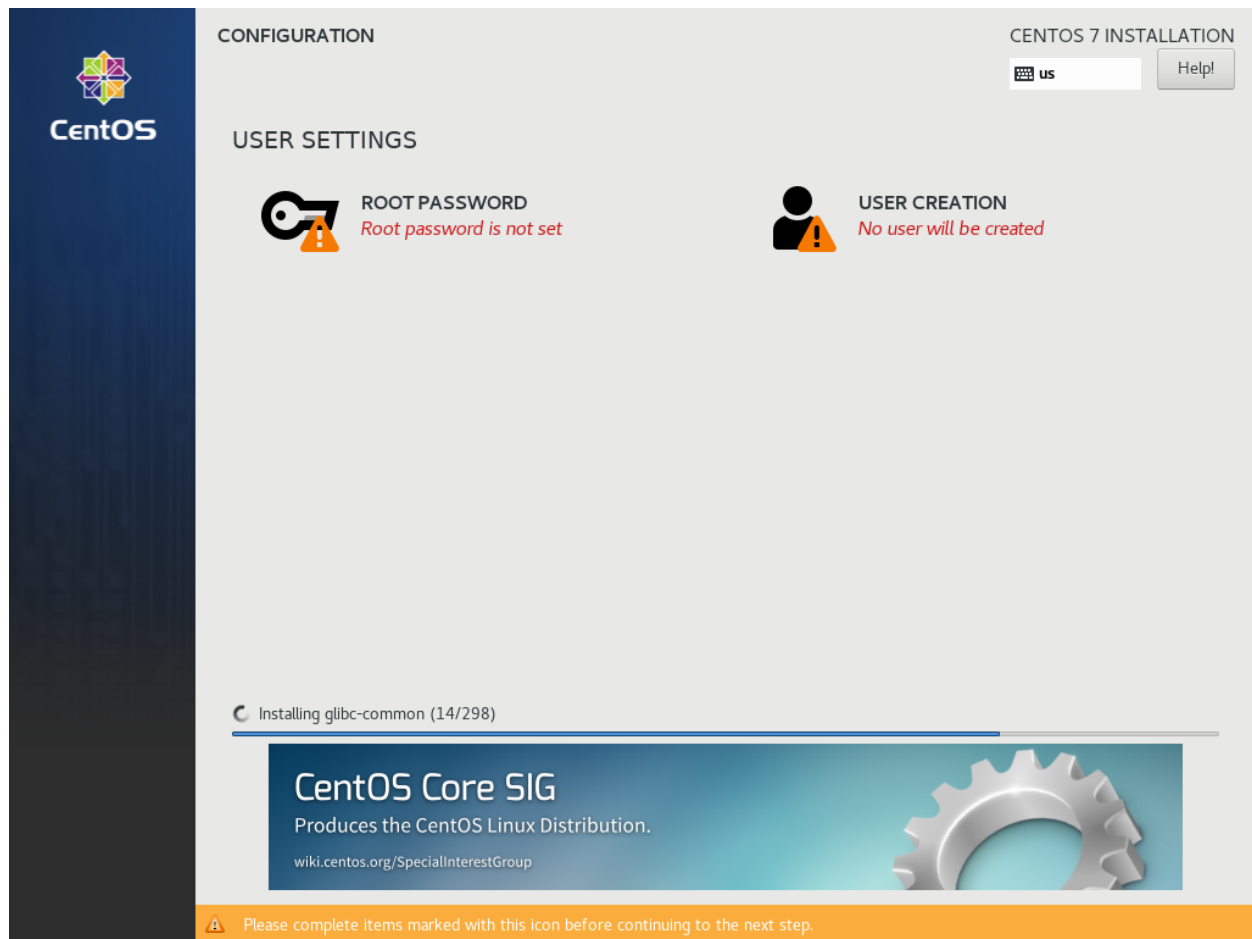 CentOS
CONFIGURATION
CENTOS 7 INSTALLATION
us
Help!
USER SETTINGS
ROOT PASSWORD
Root password is not set
USER CREATION
No user will be created
Installing glibc-common (14/298)
CentOS Core SIG
Produces the CentOS Linux Distribution.
wiki.centos.org/SpecialInterestGroup
Please complete items marked with this icon before continuing to the next step.